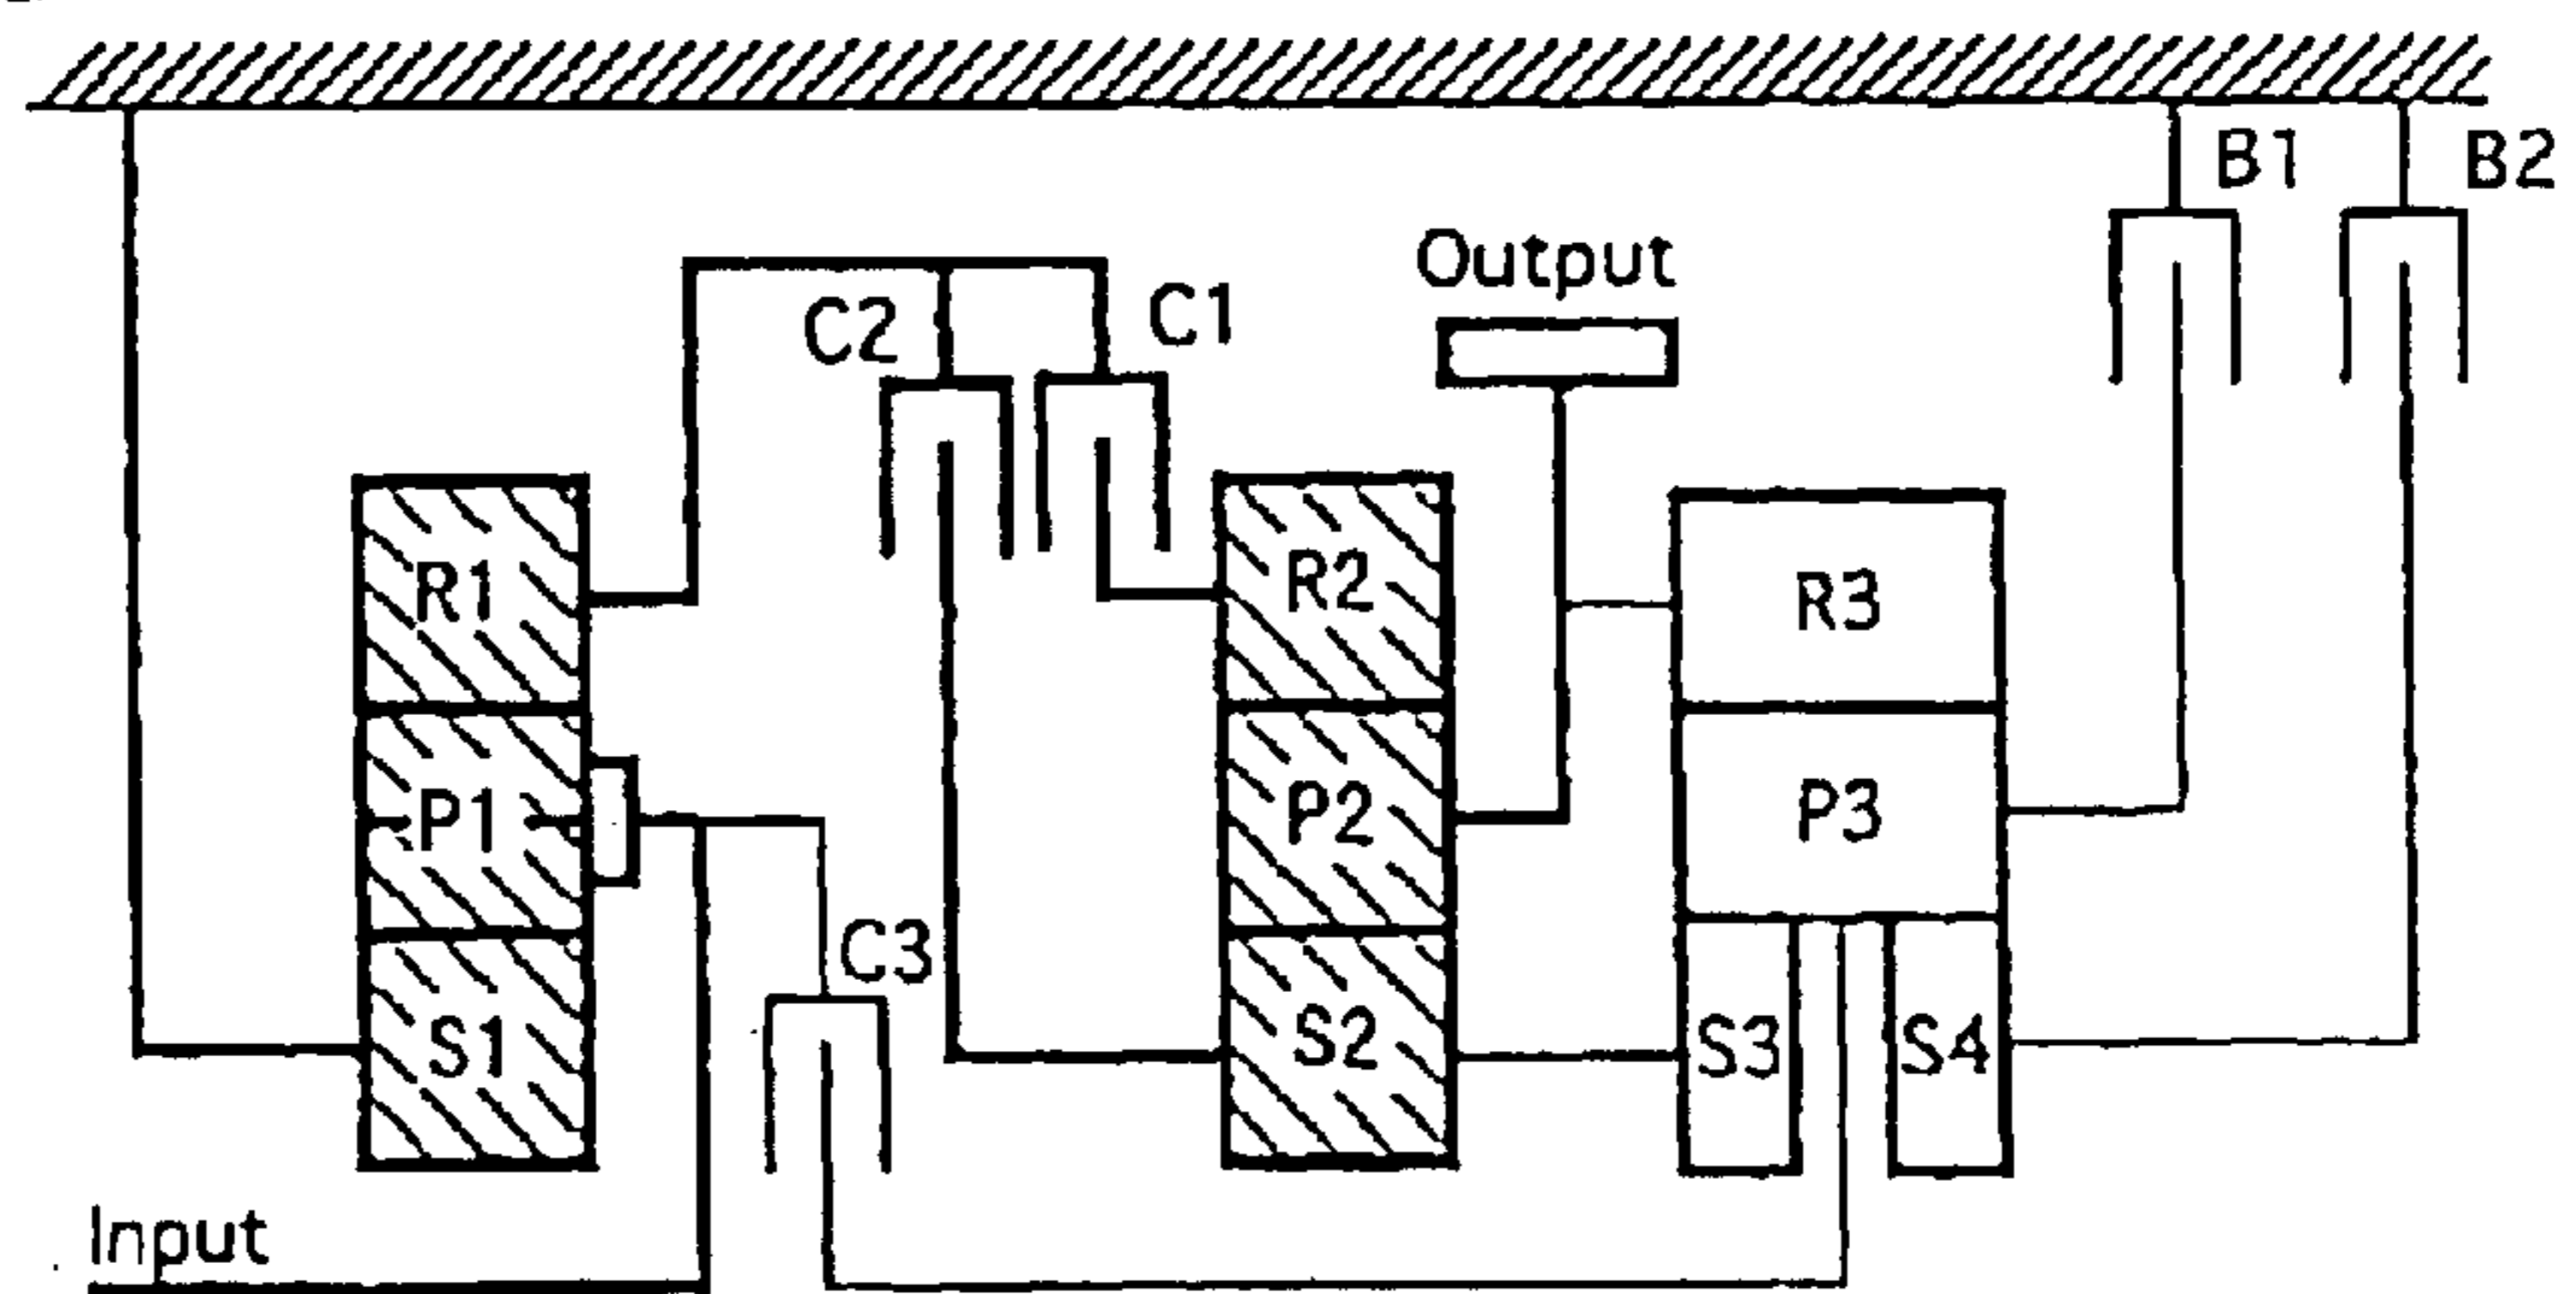 B1 B2
Output
C2 C1
R1 R2 R3
P1 P2 P3
C3
S1 S2 S3 S4
Input